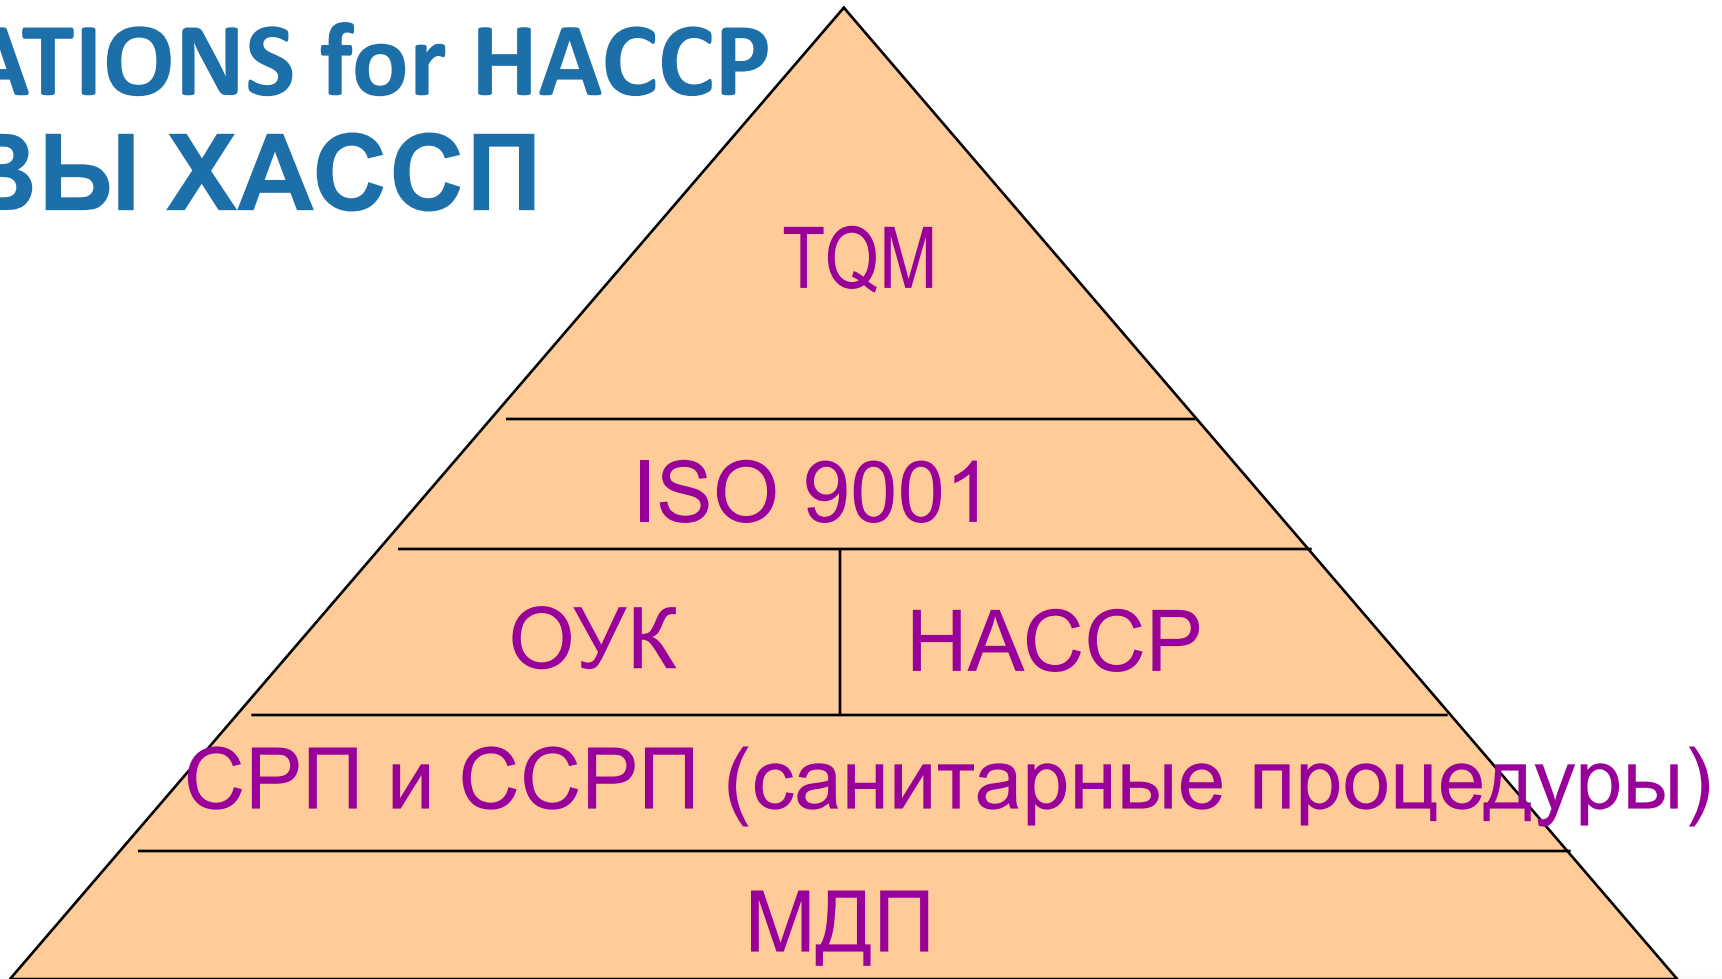 ATIONS for HACCP
ВЫ ХАССП
TQM
ISO 9001
ОУК HACCP
СРП и ССРП (санитарные процедуры)
МДП